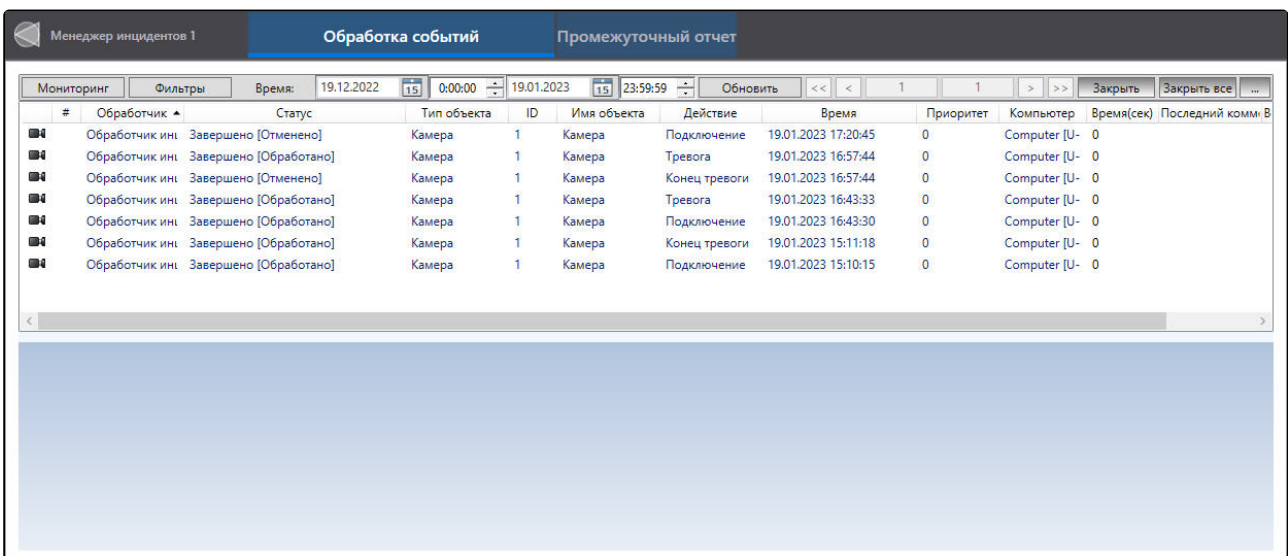 Менеджер инцидентов 1 Обработка событий Промежуточный отчет
Мониторинг Фильтры Время: 19.12.2022 15 0:00:00 19.01.2023 15 23:59:59 Обновить << < 1 1 > >> Закрыть Закрыть все ...
# Обработчик Статус Тип объекта ID Имя объекта Действие Время Приоритет Компьютер Время(сек) Последний комм В
Обработчик инц Завершено [Отменено] Камера 1 Камера Подключение 19.01.2023 17:20:45 0 Computer [U- 0
Обработчик инц Завершено [Обработано] Камера 1 Камера Тревога 19.01.2023 16:57:44 0 Computer [U- 0
Обработчик инц Завершено [Отменено] Камера 1 Камера Конец тревоги 19.01.2023 16:57:44 0 Computer [U- 0
Обработчик инц Завершено [Обработано] Камера 1 Камера Тревога 19.01.2023 16:43:33 0 Computer [U- 0
Обработчик инц Завершено [Обработано] Камера 1 Камера Подключение 19.01.2023 16:43:30 0 Computer [U- 0
Обработчик инц Завершено [Обработано] Камера 1 Камера Конец тревоги 19.01.2023 15:11:18 0 Computer [U- 0
Обработчик инц Завершено [Обработано] Камера 1 Камера Подключение 19.01.2023 15:10:15 0 Computer [U- 0